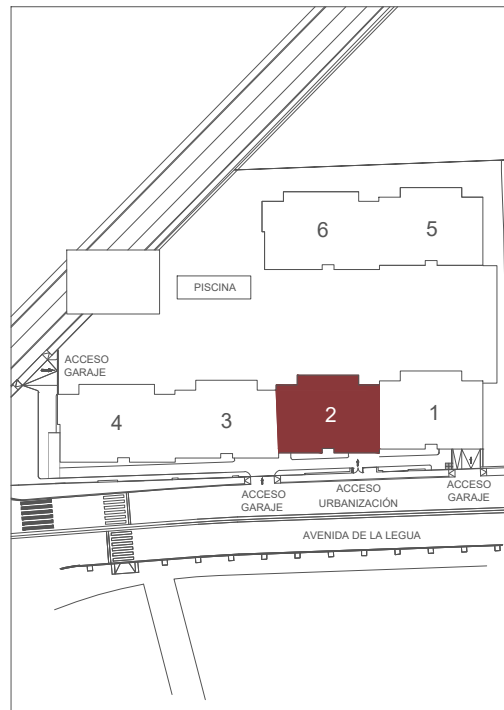 6
5
PISCINA
ACCESO
GARAJE
4
3
2
1
ACCESO
GARAJE
ACCESO
URBANIZACIÓN
ACCESO
GARAJE
AVENIDA DE LA LEGUA